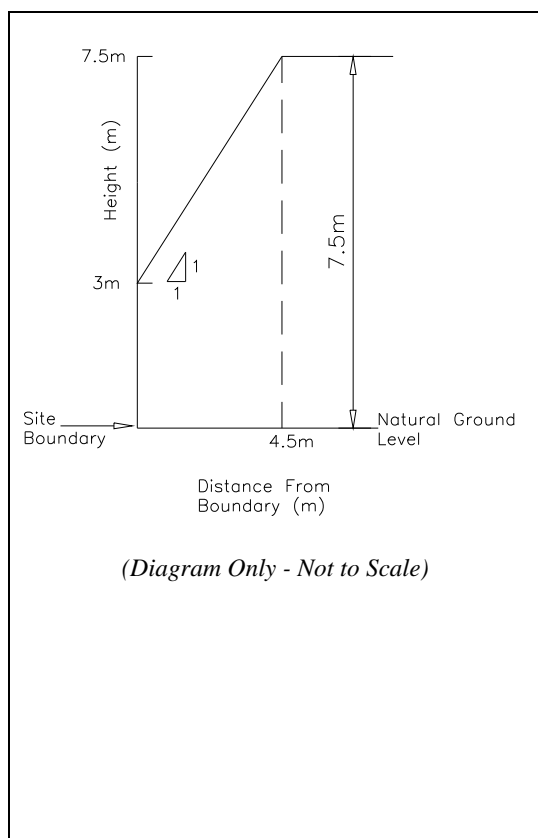 7.5m
Height (m)
7.5m
1
3m
1
Site
Boundary
Natural Ground
Level
4.5m
Distance From
Boundary (m)
(Diagram Only - Not to Scale)